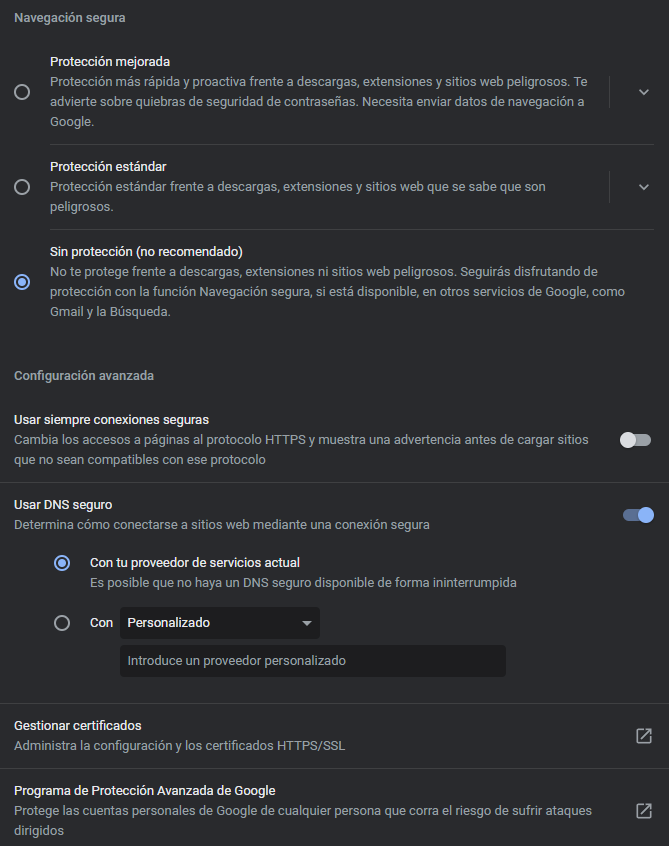 Navegación segura
Protección mejorada
Protección más rápida y proactiva frente a descargas, extensiones y sitios web peligrosos. Te
advierte sobre quiebras de seguridad de contraseñas. Necesita enviar datos de navegación a
Google.
Protección estándar
Protección estándar frente a descargas, extensiones y sitios web que se sabe que son
peligrosos.
Sin protección (no recomendado)
No te protege frente a descargas, extensiones ni sitios web peligrosos. Seguirás disfrutando de
protección con la función Navegación segura, si está disponible, en otros servicios de Google, como
Gmail y la Búsqueda.
Configuración avanzada
Usar siempre conexiones seguras
Cambia los accesos a páginas al protocolo HTTPS y muestra una advertencia antes de cargar sitios
que no sean compatibles con ese protocolo
Usar DNS seguro
Determina cómo conectarse a sitios web mediante una conexión segura
Con tu proveedor de servicios actual
Es posible que no haya un DNS seguro disponible de forma ininterrumpida
Con Personalizado
Introduce un proveedor personalizado
Gestionar certificados
Administra la configuración y los certificados HTTPS/SSL
Programa de Protección Avanzada de Google
Protege las cuentas personales de Google de cualquier persona que corra el riesgo de sufrir ataques
dirigidos